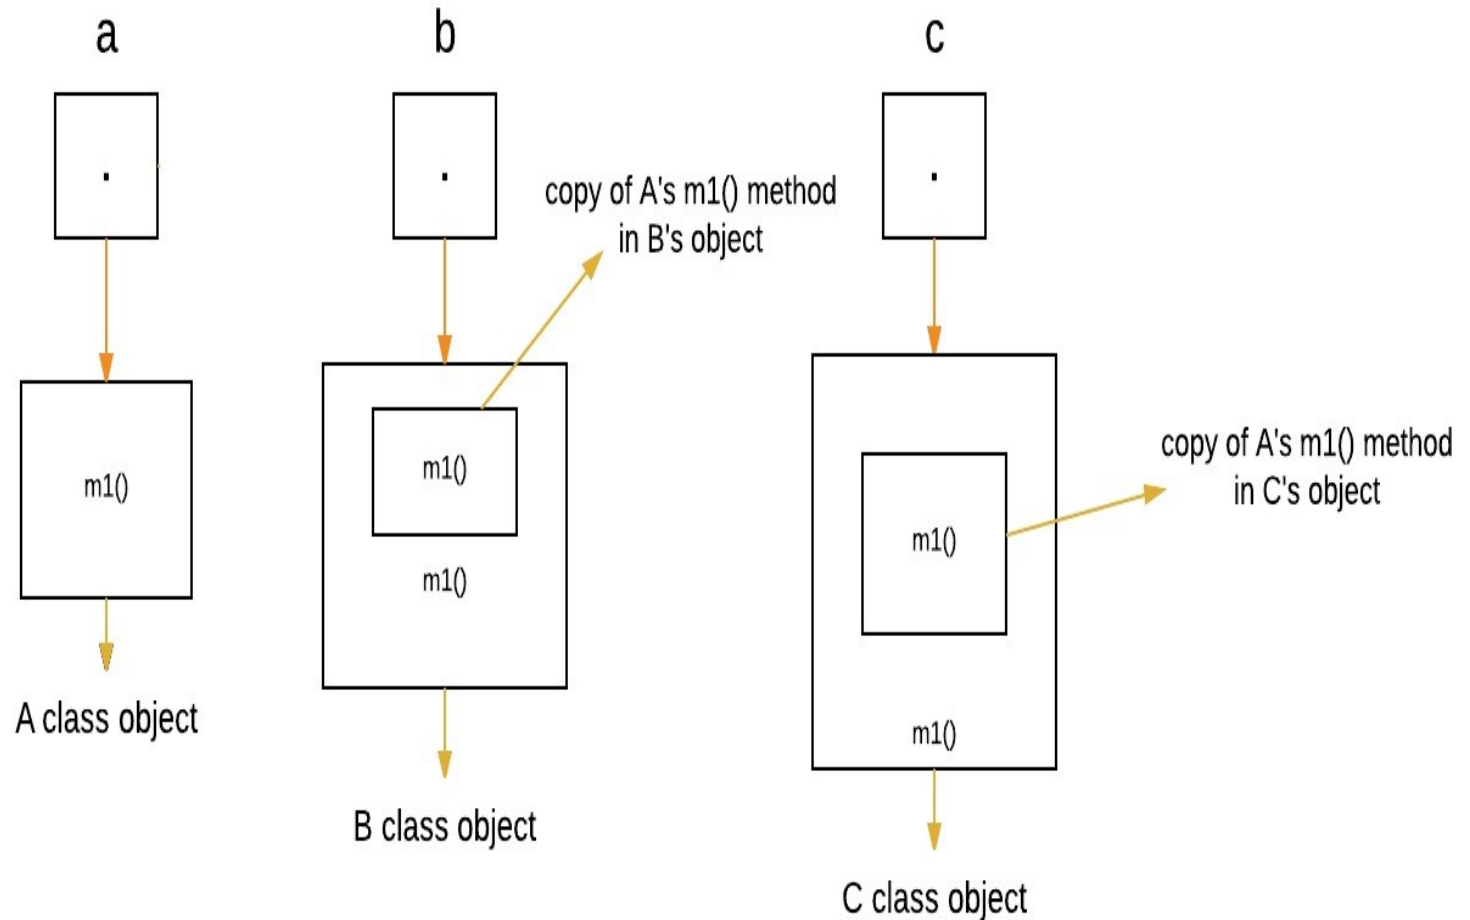 a
b
c
copy of A's m1() method
in B's object
m1()
m1()
m1()
A class object
B class object
copy of A's m1() method
in C's object
m1()
m1()
C class object